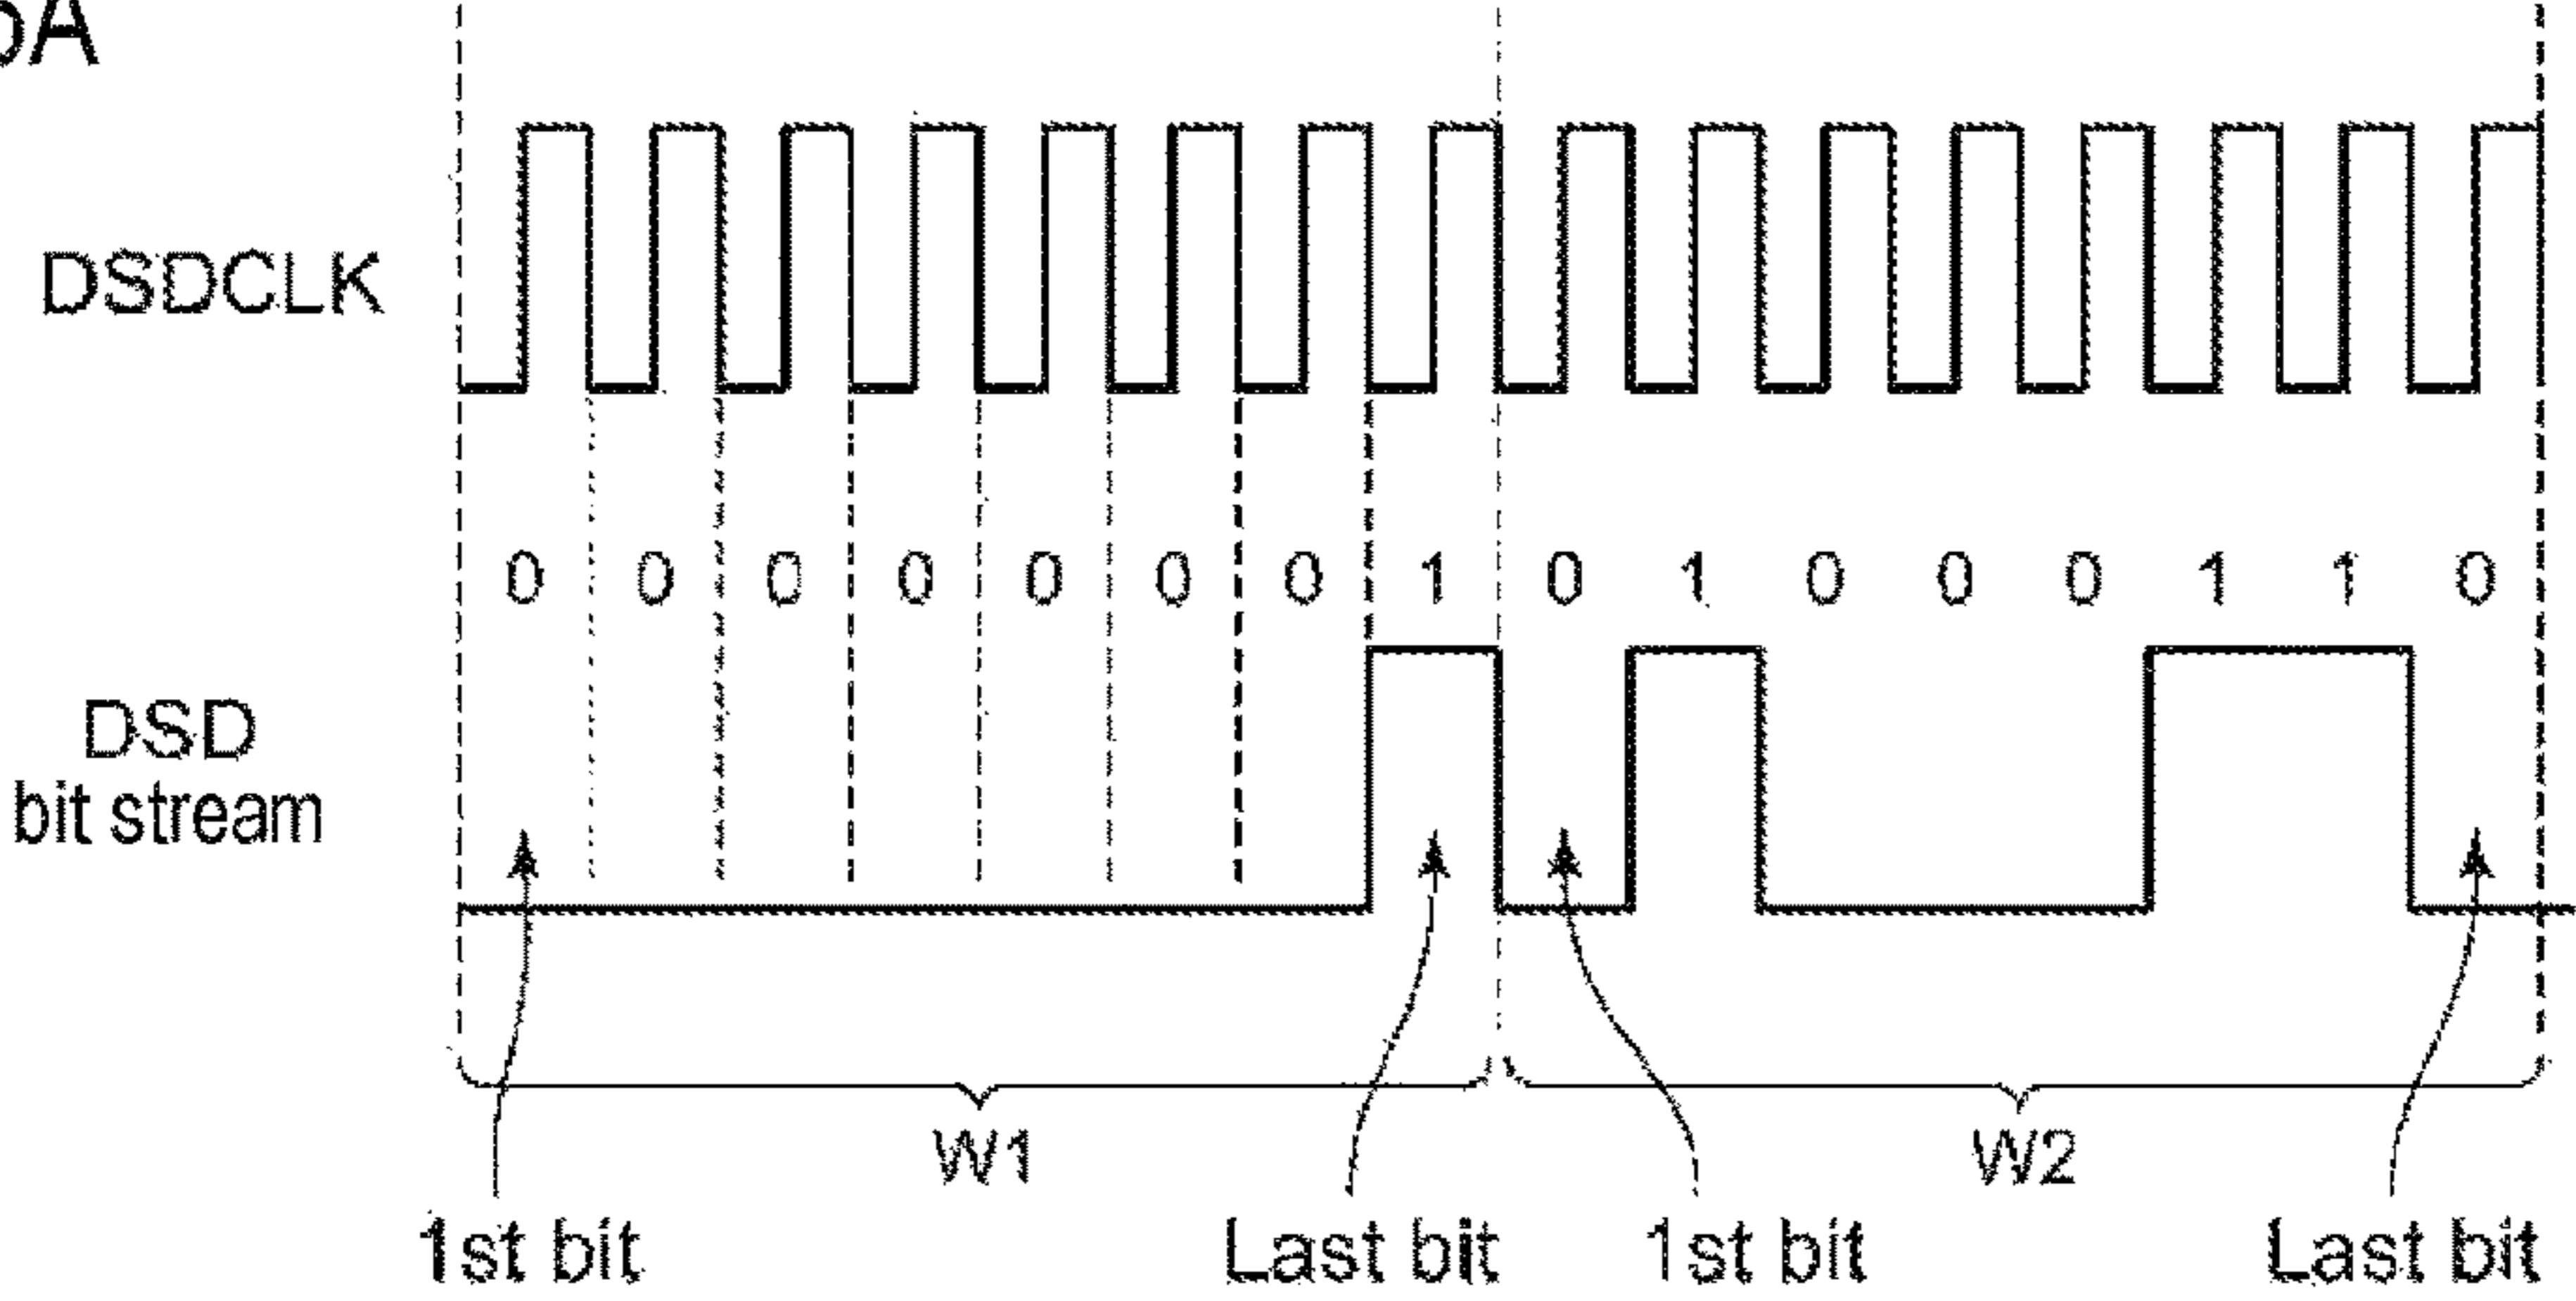 DSDCLK
0 0 0 0 0 0 0 1 0 1 0 0 0 1 1 0
DSD
bit stream
W1 W2
1st bit Last bit 1st bit Last bit